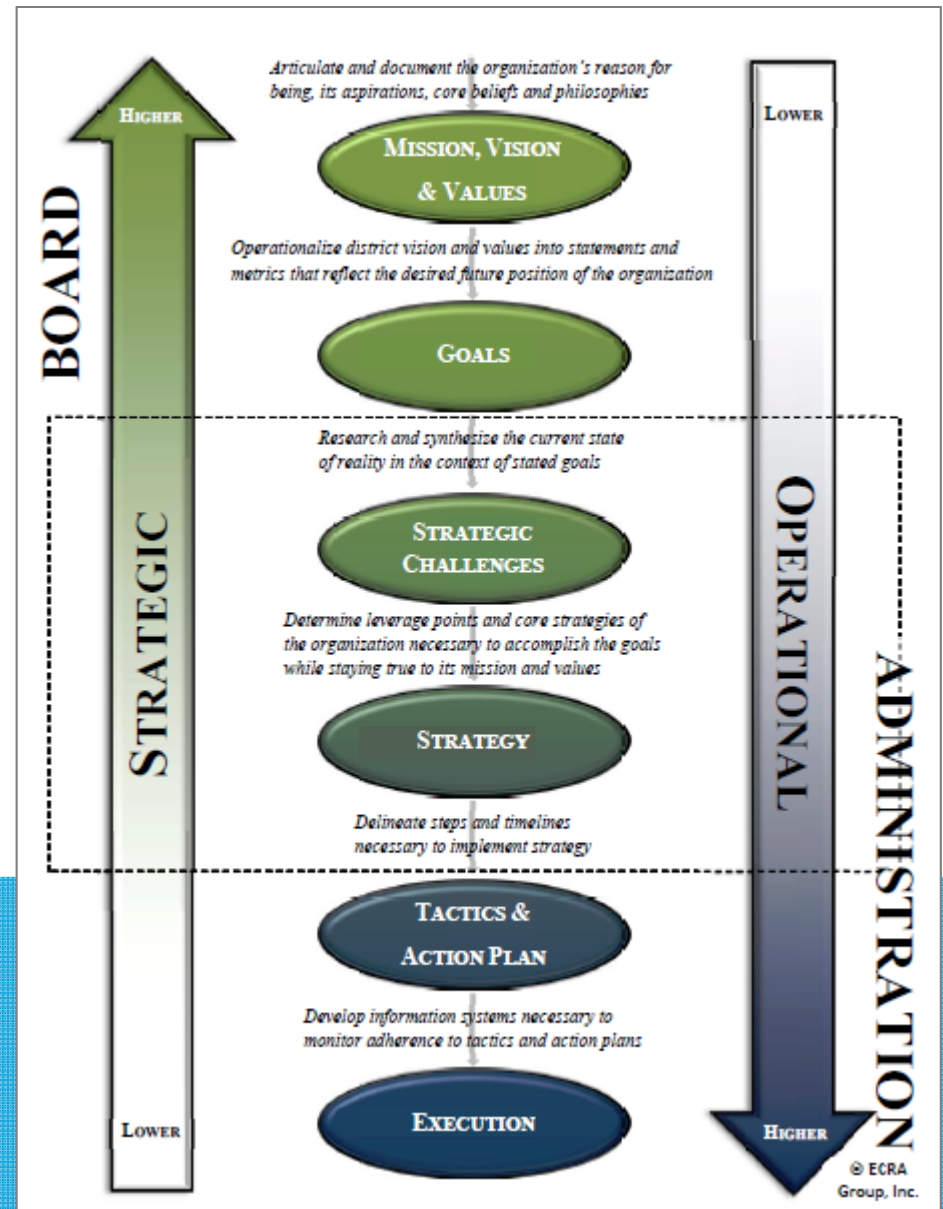 Articulate and document the organization's reason for
being, its aspirations, core beliefs and philosophies
HIGHER
LOWER
MISSION, VISION
& VALUES
BOARD
Operationalize district vision and values into statements and
metrics that reflect the desired future position of the organization
GOALS
Research and synthesize the current state
of reality in the context of stated goals
STRATEGIC
CHALLENGES
STRATEGIC
OPERATIONAL
Determine leverage points and core strategies of
the organization necessary to accomplish the goals
while staying true to its mission and values
STRATEGY
ADMINISTRATION
Delineate steps and timelines
necessary to implement strategy
TACTICS &
ACTION PLAN
Develop information systems necessary to
monitor adherence to tactics and action plans
EXECUTION
LOWER
HIGHER
© ECRA
Group, Inc.